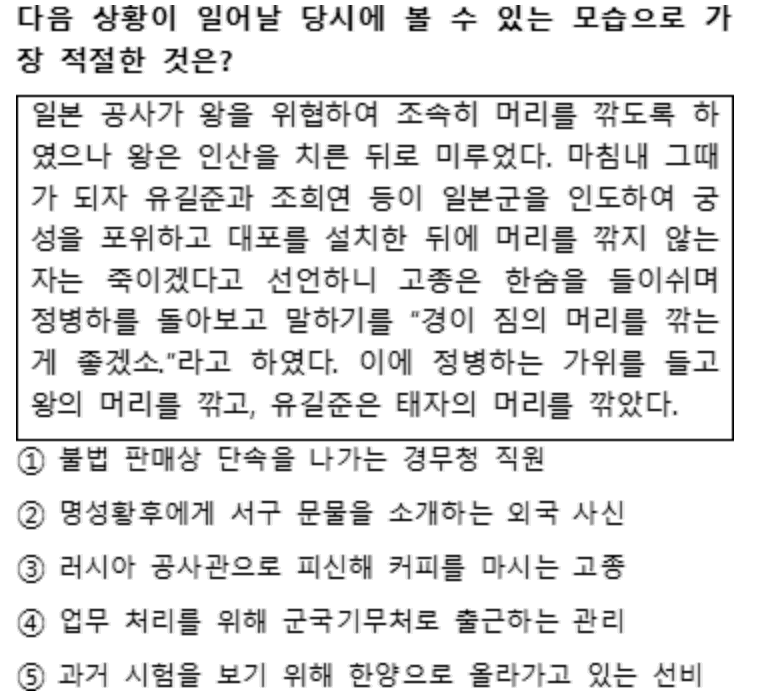 다음 상황이 일어날 당시에 볼 수 있는 모습으로 가
장 적절한 것은?
일본 공사가 왕을 위협하여 조속히 머리를 깎도록 하
였으나 왕은 인산을 치른 뒤로 미루었다. 마침내 그때
가 되자 유길준과 조희연 등이 일본군을 인도하여 궁
성을 포위하고 대포를 설치한 뒤에 머리를 깎지 않는
자는 죽이겠다고 선언하니 고종은 한숨을 들이쉬며
정병하를 돌아보고 말하기를 “경이 짐의 머리를 깎는
게 좋겠소.”라고 하였다. 이에 정병하는 가위를 들고
왕의 머리를 깎고, 유길준은 태자의 머리를 깎았다.
① 불법 판매상 단속을 나가는 경무청 직원
② 명성황후에게 서구 문물을 소개하는 외국 사신
③ 러시아 공사관으로 피신해 커피를 마시는 고종
④ 업무 처리를 위해 군국기무처로 출근하는 관리
⑤ 과거 시험을 보기 위해 한양으로 올라가고 있는 선비